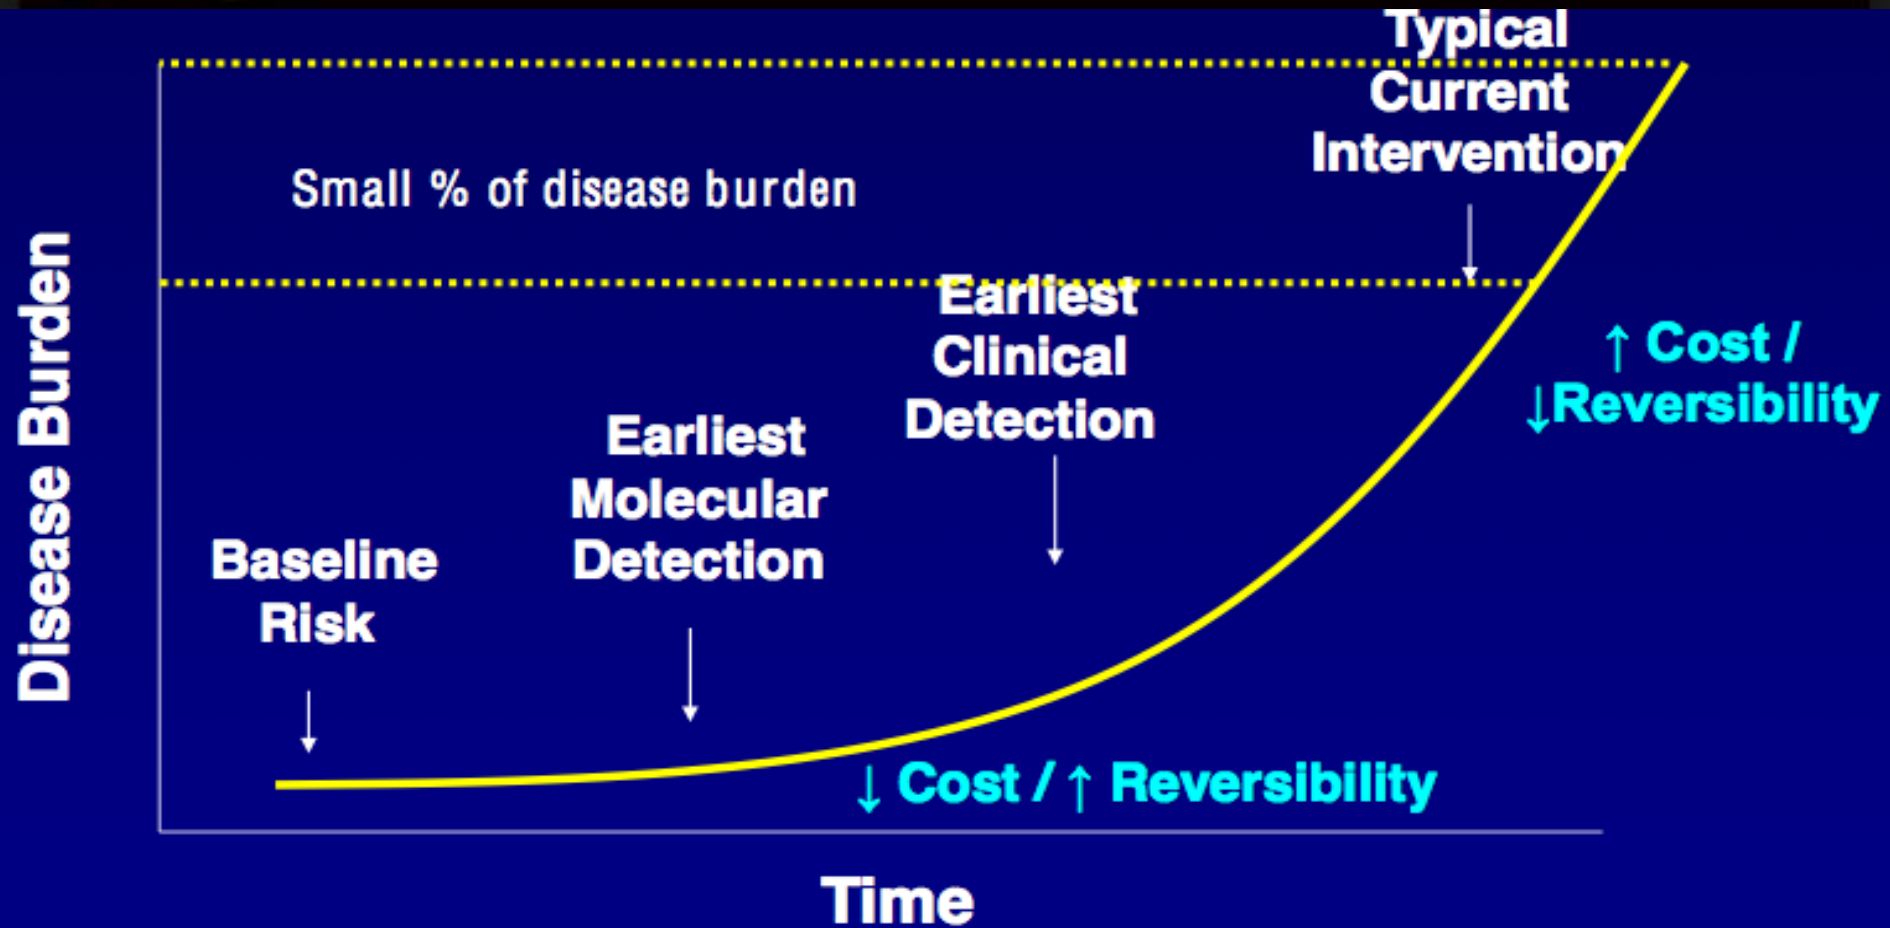 Typical
Current
Intervention
Small % of disease burden
Earliest
Clinical
Detection
↑ Cost /
↓Reversibility
Earliest
Molecular
Detection
Baseline
Risk
Disease Burden
↓ Cost / ↑ Reversibility
Time